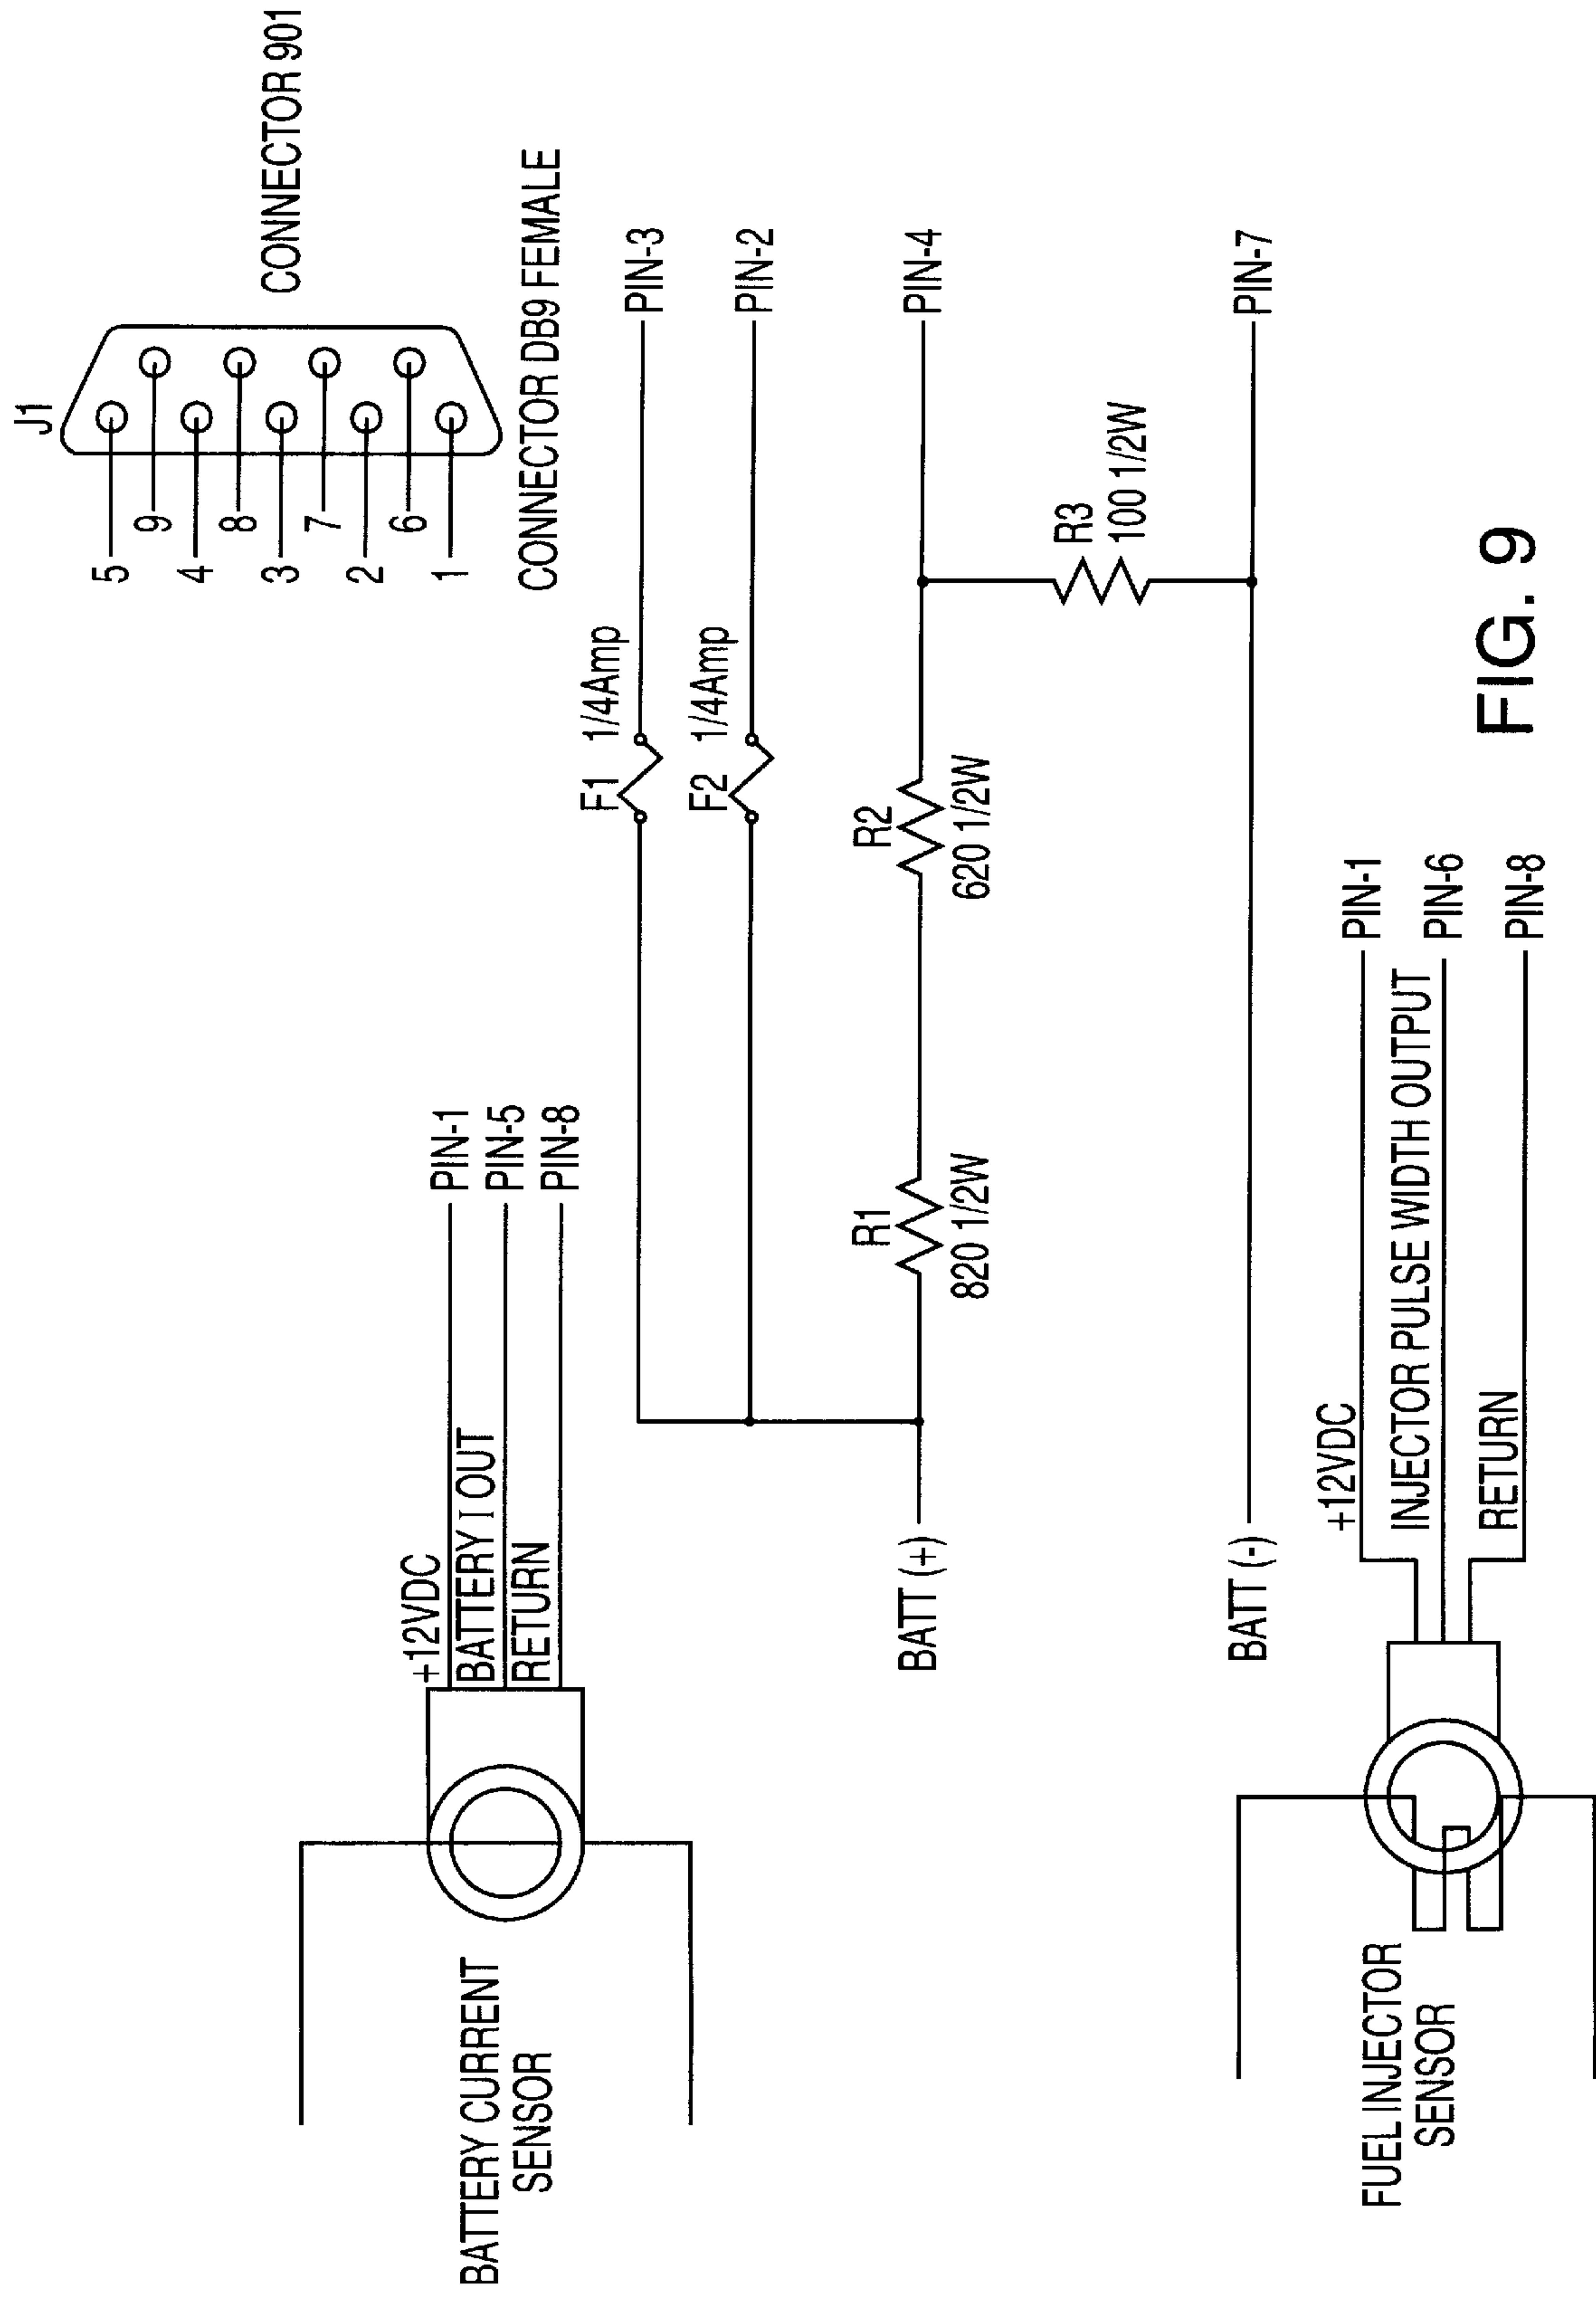 J1
5
9
4
8
3
7
2
6
1
CONNECTOR 901
CONNECTOR DB9 FEMALE
BATTERY CURRENT
SENSOR
+12VDC
BATTERY I OUT
RETURN
PIN-1
PIN-5
PIN-8
F1 1/4Amp
PIN-3
F2 1/4Amp
PIN-2
BATT (+)
R1
820 1/2W
R2
620 1/2W
PIN-4
R3
100 1/2W
BATT (-)
PIN-7
FUEL INJECTOR
SENSOR
+12VDC
INJECTOR PULSE WIDTH OUTPUT
RETURN
PIN-1
PIN-6
PIN-8
FIG. 9